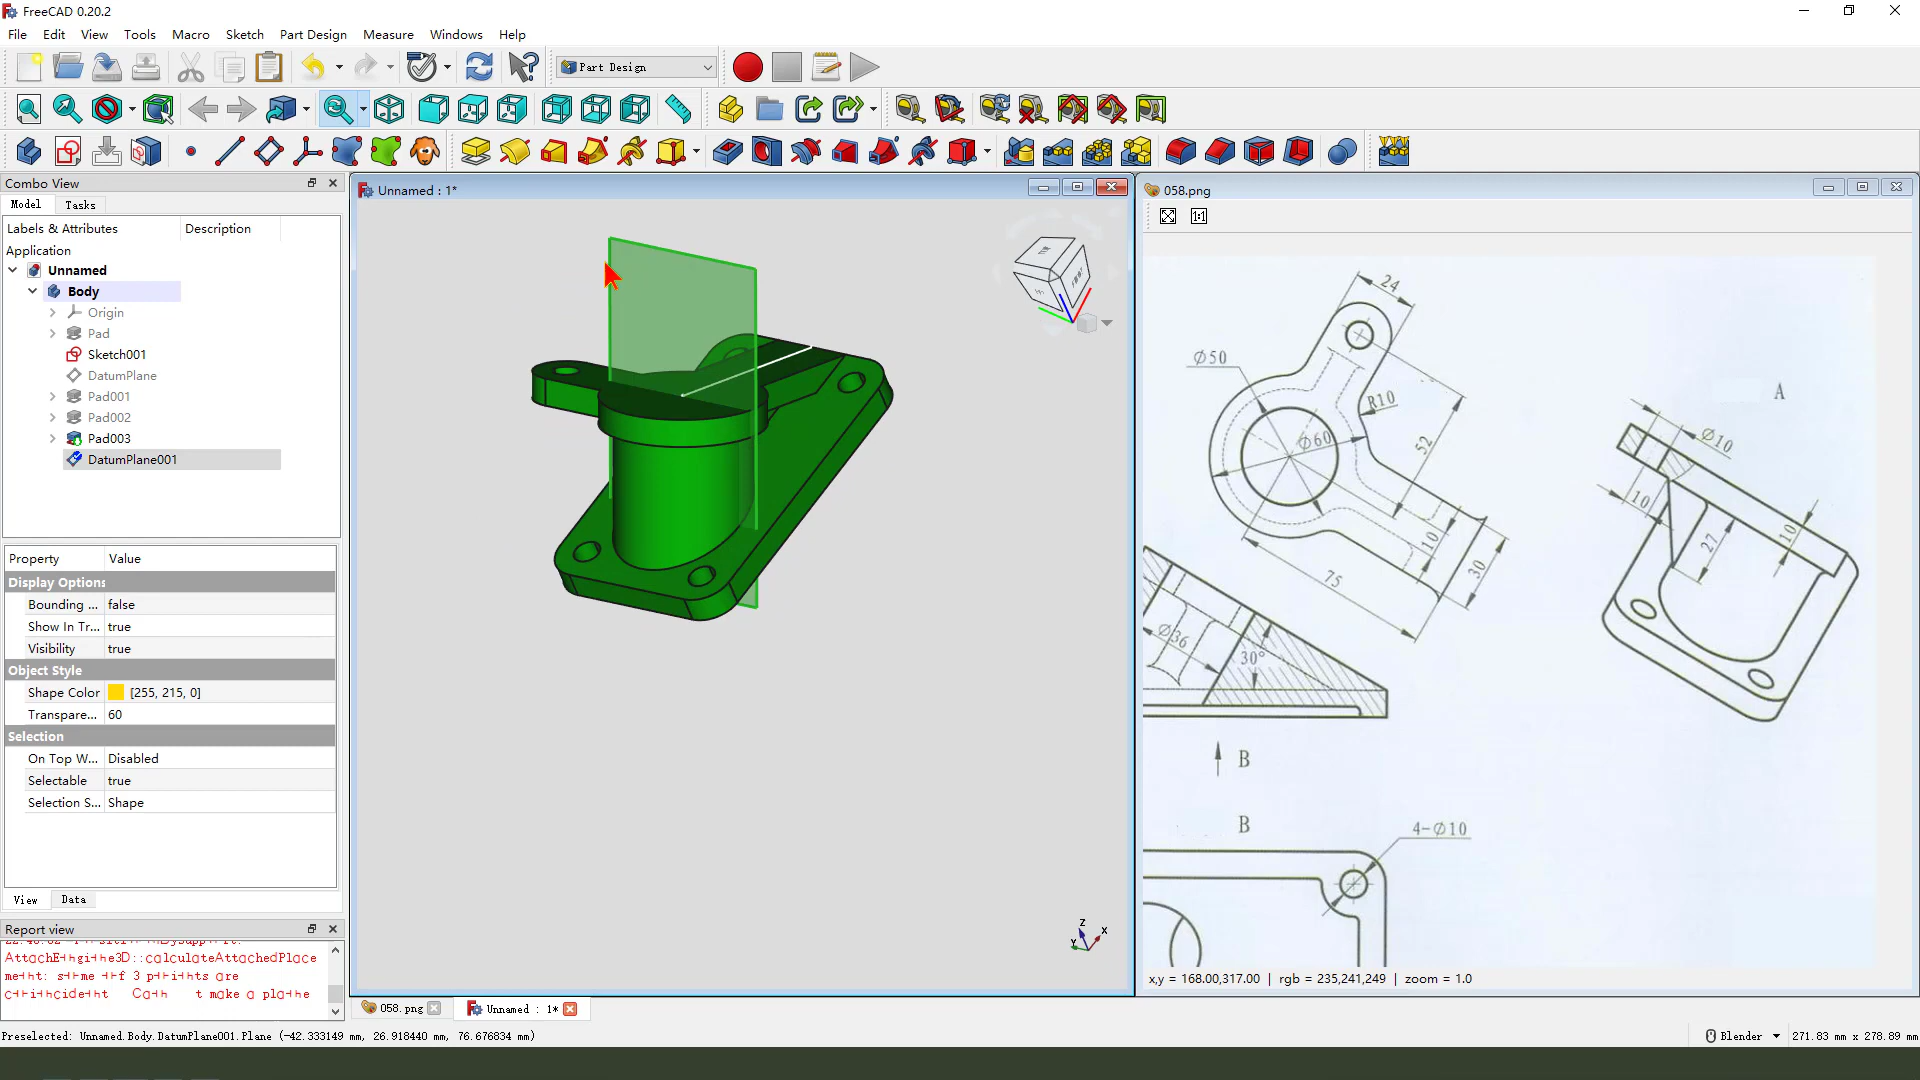 FreeCAD 0.20.2
File Edit View Tools Macro Sketch Part Design Measure Windows Help
Part Design
Combo View
Model Tasks
Labels & Attributes Description
Application
Unnamed
Body
Origin
Pad
Sketch001
DatumPlane
Pad001
Pad002
Pad003
DatumPlane001
Property Value
Display Options
Bounding ... false
Show In Tr... true
Visibility true
Object Style
Shape Color [255, 215, 0]
Transpare... 60
Selection
On Top W... Disabled
Selectable true
Selection S... Shape
View Data
Report view
Unnamed : 1*
Z
X
Y
058.png
1:1
24
Ø50
R10
Ø60
52
10
30
75
A
Ø10
10
27
10
Ø36
30°
B
B
4-Ø10
x,y = 168.00,317.00 | rgb = 235,241,249 | zoom = 1.0
058.png Unnamed : 1*
Preselected: Unnamed.Body.DatumPlane001.Plane (-42.333149 mm, 26.918440 mm, 76.676834 mm)
Blender 271.83 mm x 278.89 mm